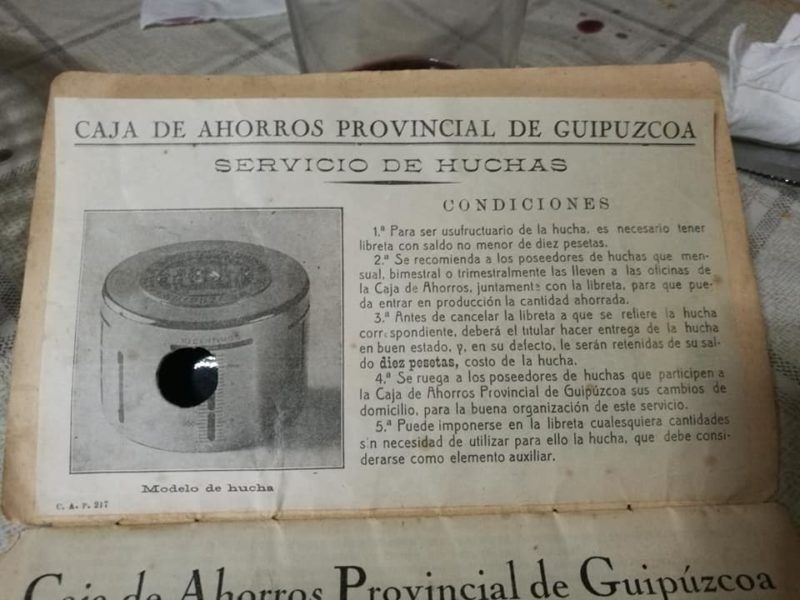 CAJA DE AHORROS PROVINCIAL DE GUIPUZCOA
SERVICIO DE HUCHAS
CONDICIONES
1.ª Para ser usufructuario de la hucha, es necesario tener
libreta con saldo no menor de diez pesetas.
2.ª Se recomienda a los poseedores de huchas que men-
sual, bimestral o trimestralmente las lleven a las oficinas de
la Caja de Ahorros, juntamente con la libreta, para que pue-
da entrar en producción la cantidad ahorrada.
3.ª Antes de cancelar la libreta a que se refiere la hucha
correspondiente, deberá el titular hacer entrega de la hucha
en buen estado, y, en su defecto, le serán retenidas de su sal-
do diez pesetas, costo de la hucha.
4.ª Se ruega a los poseedores de huchas que participen a
la Caja de Ahorros Provincial de Guipúzcoa sus cambios de
domicilio, para la buena organización de este servicio.
5.ª Puede imponerse en la libreta cualesquiera cantidades
sin necesidad de utilizar para ello la hucha, que debe consi-
derarse como elemento auxiliar.
10 CENTIMOS
Modelo de hucha
C. A. P. 217
Caja de Ahorros Provincial de Guipúzcoa